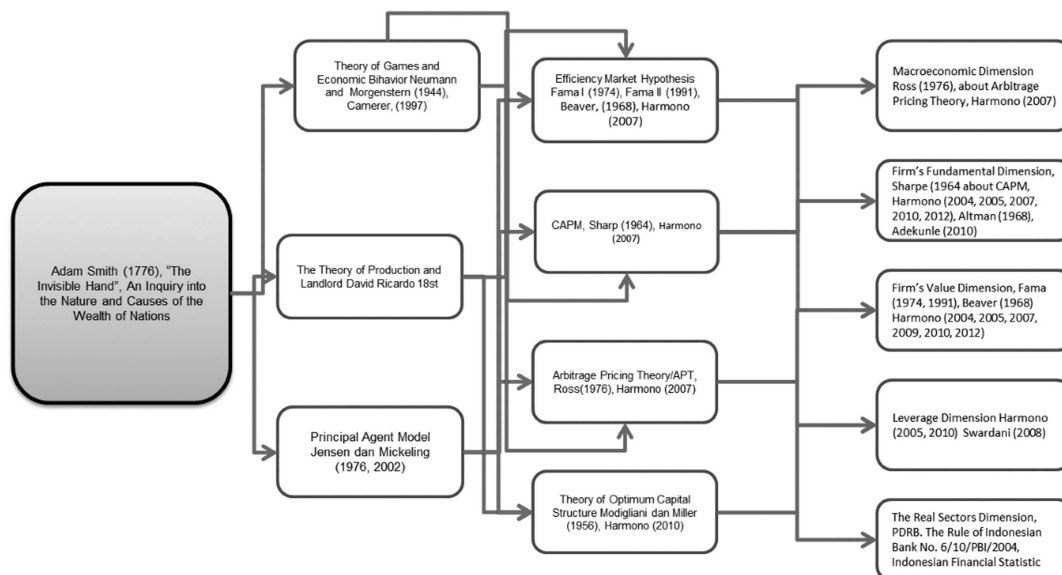 Adam Smith (1776), "The
Invisible Hand", An Inquiry into
the Nature and Causes of the
Wealth of Nations
Theory of Games and
Economic Bihavior Neumann
and Morgenstern (1944),
Camerer, (1997)
The Theory of Production and
Landlord David Ricardo 18st
Principal Agent Model
Jensen dan Mickeling
(1976, 2002)
Efficiency Market Hypothesis
Fama I (1974), Fama II (1991),
Beaver, (1968), Harmono
(2007)
CAPM, Sharp (1964), Harmono
(2007)
Arbitrage Pricing Theory/APT,
Ross(1976), Harmono (2007)
Theory of Optimum Capital
Structure Modigliani dan Miller
(1956), Harmono (2010)
Macroeconomic Dimension
Ross (1976), about Arbitrage
Pricing Theory, Harmono (2007)
Firm's Fundamental Dimension,
Sharpe (1964 about CAPM,
Harmono (2004, 2005, 2007,
2010, 2012), Altman (1968),
Adekunle (2010)
Firm's Value Dimension, Fama
(1974, 1991), Beaver (1968)
Harmono (2004, 2005, 2007,
2009, 2010, 2012)
Leverage Dimension Harmono
(2005, 2010) Swardani (2008)
The Real Sectors Dimension,
PDRB. The Rule of Indonesian
Bank No. 6/10/PBI/2004,
Indonesian Financial Statistic